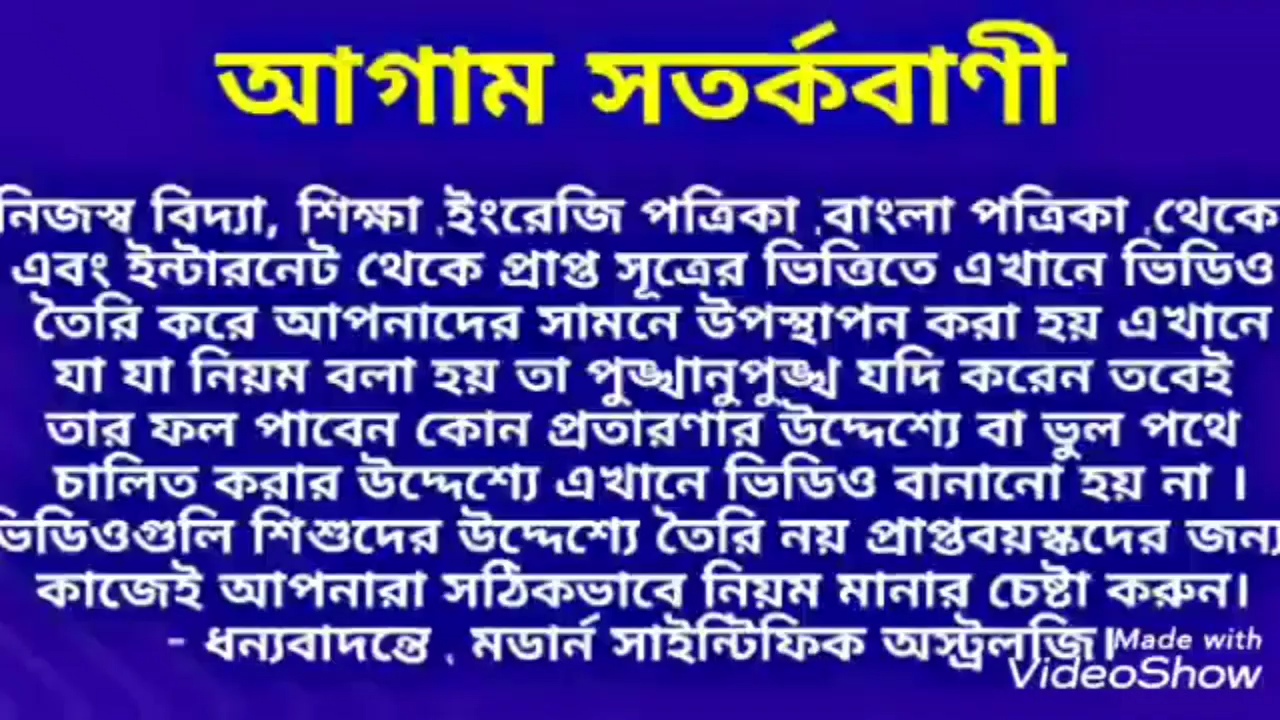 আগাম সতর্কবাণী
নিজস্ব বিদ্যা, শিক্ষা ,ইংরেজি পত্রিকা ,বাংলা পত্রিকা ,থেকে
এবং ইন্টারনেট থেকে প্রাপ্ত সূত্রের ভিত্তিতে এখানে ভিডিও
তৈরি করে আপনাদের সামনে উপস্থাপন করা হয় এখানে
যা যা নিয়ম বলা হয় তা পুঙ্খানুপুঙ্খ যদি করেন তবেই
তার ফল পাবেন কোন প্রতারণার উদ্দেশ্যে বা ভুল পথে
চালিত করার উদ্দেশ্যে এখানে ভিডিও বানানো হয় না ।
ভিডিওগুলি শিশুদের উদ্দেশ্যে তৈরি নয় প্রাপ্তবয়স্কদের জন্য
কাজেই আপনারা সঠিকভাবে নিয়ম মানার চেষ্টা করুন।
- ধন্যবাদন্তে , মডার্ন সাইন্টিফিক অস্ট্রলজি।
Made with
VideoShow